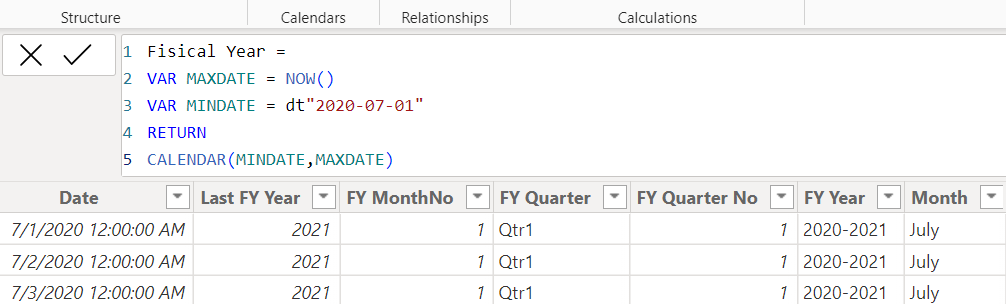 Structure Calendars Relationships Calculations
1 Fisical Year =
2 VAR MAXDATE = NOW()
3 VAR MINDATE = dt"2020-07-01"
4 RETURN
5 CALENDAR(MINDATE,MAXDATE)
Date Last FY Year FY MonthNo FY Quarter FY Quarter No FY Year Month
7/1/2020 12:00:00 AM 2021 1 Qtr1 1 2020-2021 July
7/2/2020 12:00:00 AM 2021 1 Qtr1 1 2020-2021 July
7/3/2020 12:00:00 AM 2021 1 Qtr1 1 2020-2021 July